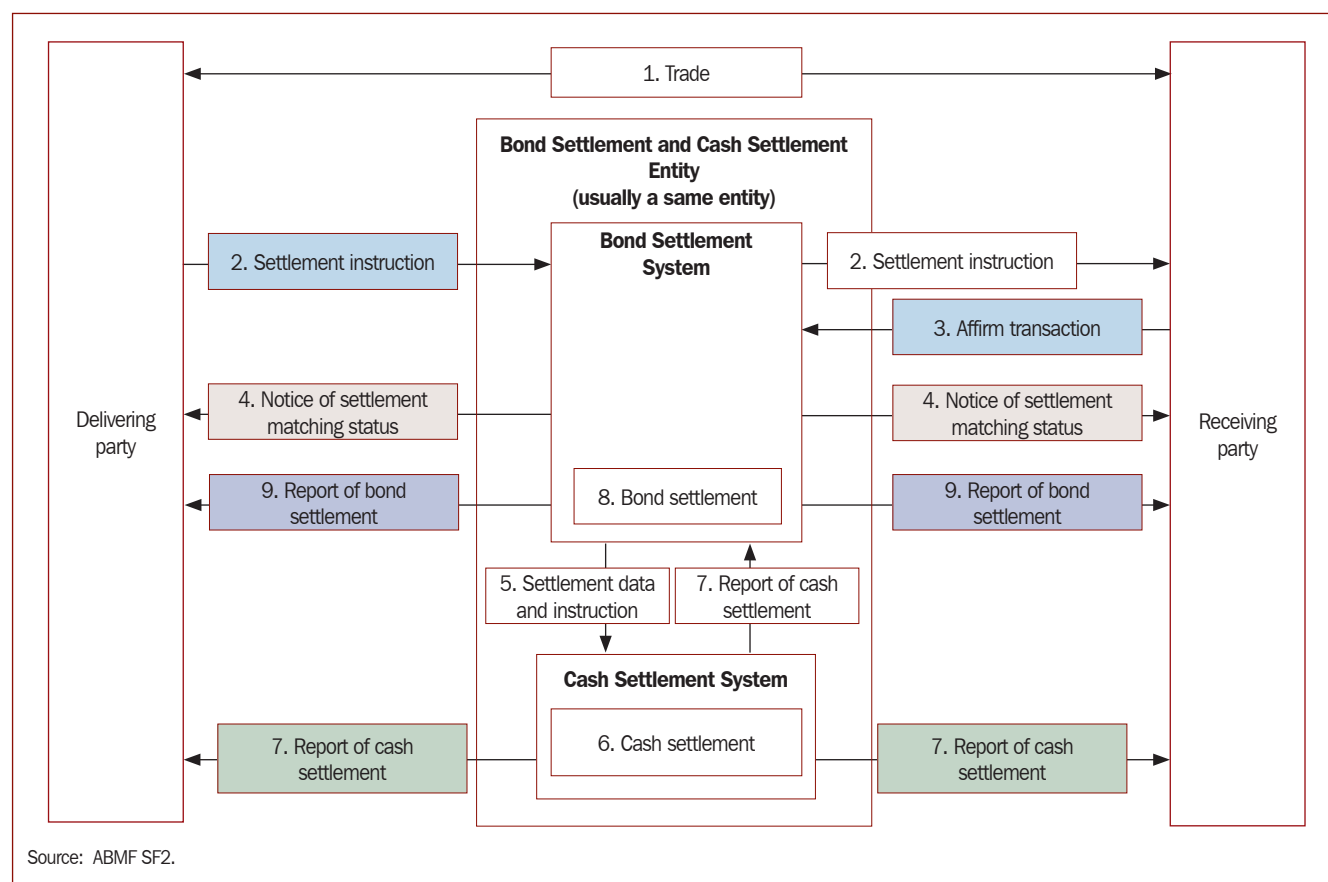 1. Trade
Bond Settlement and Cash Settlement
Entity
(usually a same entity)
Bond Settlement
System
2. Settlement instruction
2. Settlement instruction
3. Affirm transaction
4. Notice of settlement
matching status
4. Notice of settlement
matching status
Delivering
party
Receiving
party
9. Report of bond
settlement
8. Bond settlement
9. Report of bond
settlement
5. Settlement data
and instruction
7. Report of cash
settlement
Cash Settlement System
7. Report of cash
settlement
6. Cash settlement
7. Report of cash
settlement
Source: ABMF SF2.